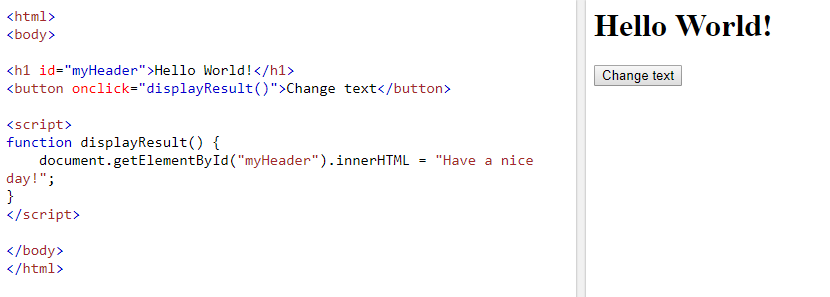 <html>
<body>
<h1 id="myHeader">Hello World!</h1>
<button onclick="displayResult()">Change text</button>
<script>
function displayResult() {
    document.getElementById("myHeader").innerHTML = "Have a nice
day!";
}
</script>
</body>
</html>
Hello World!
Change text